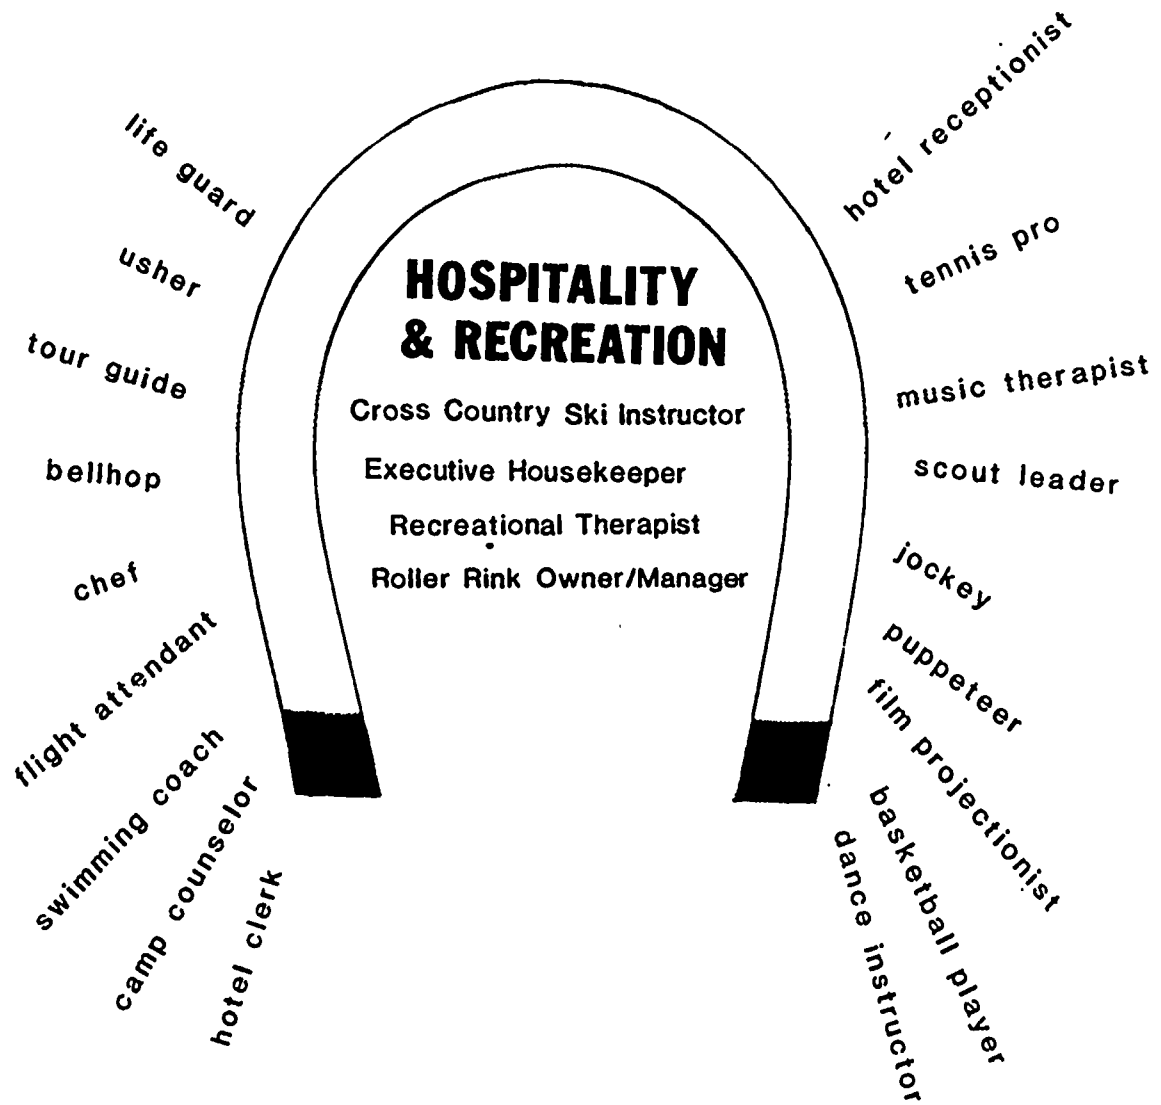 life guard
usher
tour guide
bellhop
chef
flight attendant
swimming coach
camp counselor
hotel clerk
HOSPITALITY
& RECREATION
Cross Country Ski Instructor
Executive Housekeeper
Recreational Therapist
Roller Rink Owner/Manager
hotel receptionist
tennis pro
music therapist
scout leader
jockey
puppeteer
film projectionist
basketball player
dance instructor